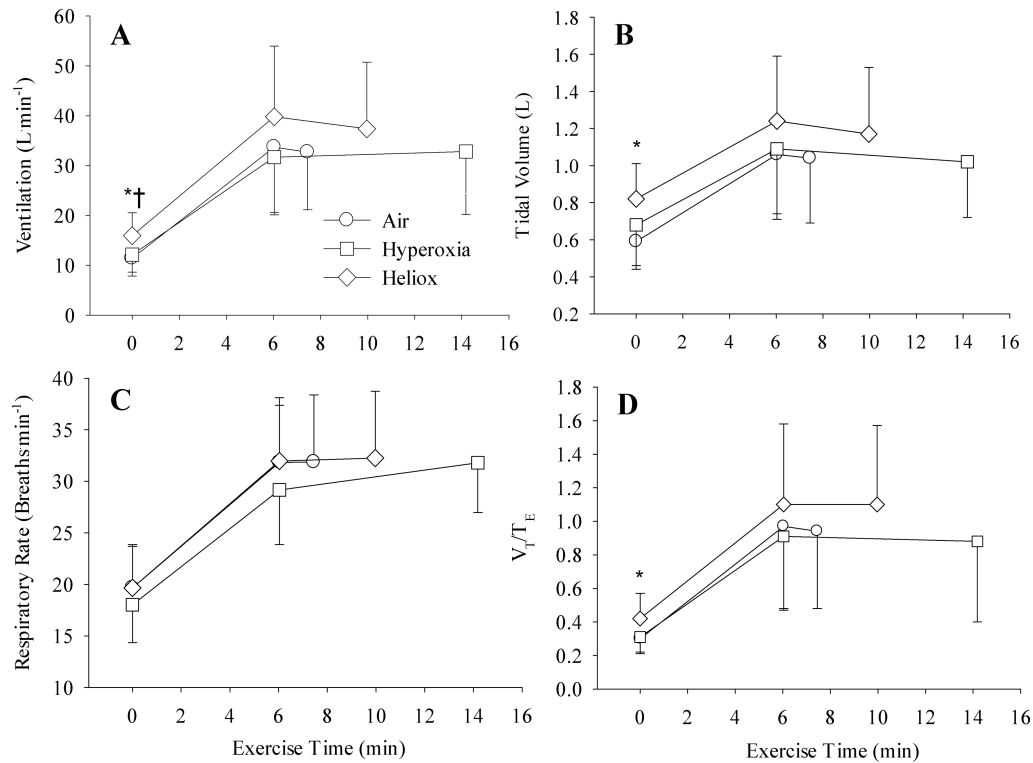 A
Ventilation (L·min-1)
60
50
40
30
20
10
0
*†
Air
Hyperoxia
Heliox
0 2 4 6 8 10 12 14 16
B
Tidal Volume (L)
1.8
1.6
1.4
1.2
1.0
0.8
0.6
0.4
0.2
*
0 2 4 6 8 10 12 14 16
C
Respiratory Rate (Breaths·min-1)
40
35
30
25
20
15
10
0 2 4 6 8 10 12 14 16
Exercise Time (min)
D
VT/TE
1.8
1.6
1.4
1.2
1.0
0.8
0.6
0.4
0.2
0.0
*
0 2 4 6 8 10 12 14 16
Exercise Time (min)